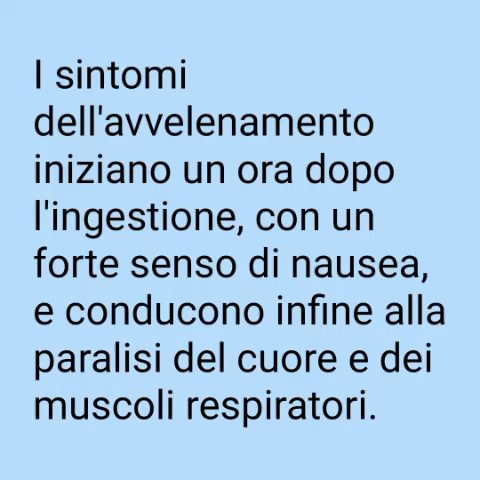 I sintomi
dell'avvelenamento
iniziano un ora dopo
l'ingestione, con un
forte senso di nausea,
e conducono infine alla
paralisi del cuore e dei
muscoli respiratori.